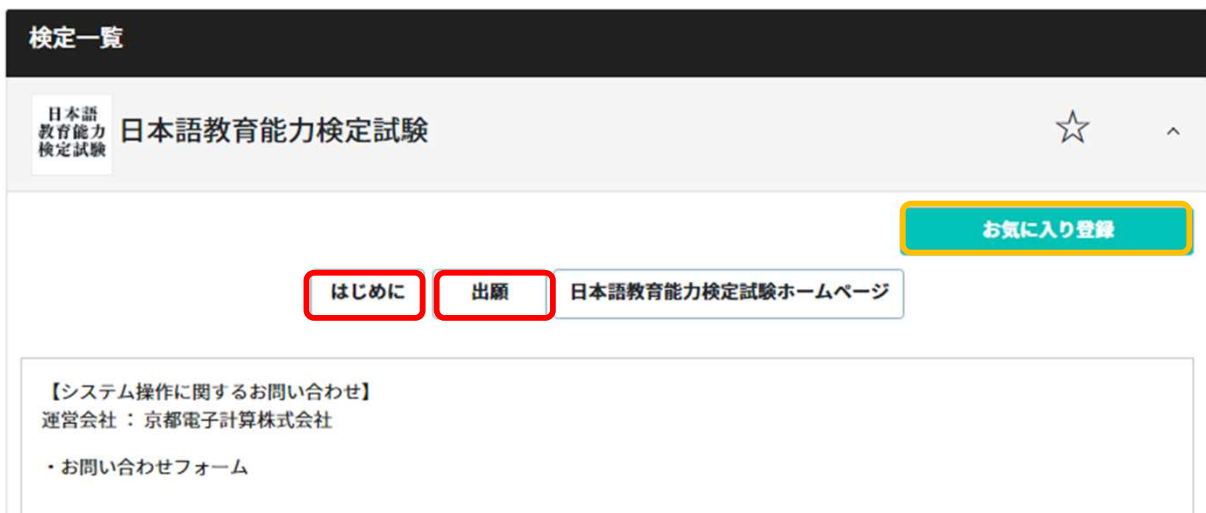 検定一覧
日本語
教育能力
検定試験
日本語教育能力検定試験
お気に入り登録
はじめに 出願 日本語教育能力検定試験ホームページ
【システム操作に関するお問い合わせ】
運営会社 ： 京都電子計算株式会社
・お問い合わせフォーム